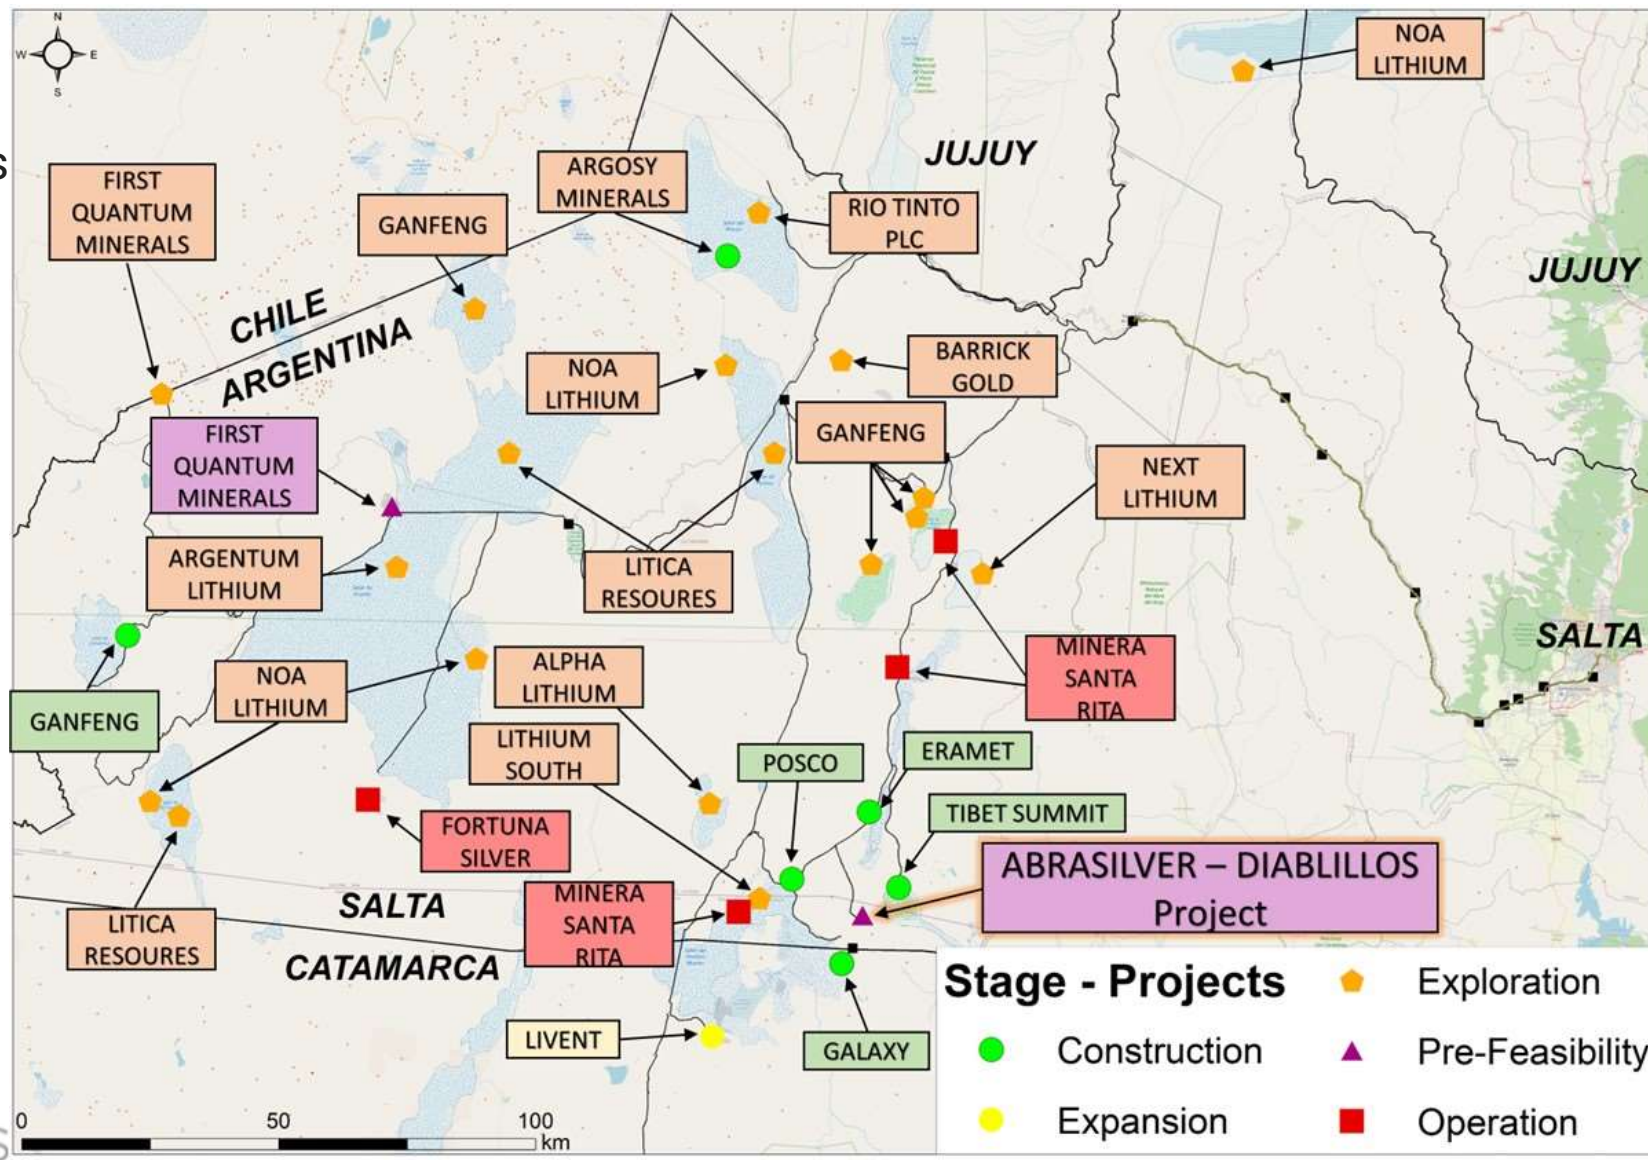 N
W
E
S
NOA
LITHIUM
JUJUY
ARGOSY
MINERALS
FIRST
QUANTUM
MINERALS
GANFENG
RIO TINTO
PLC
JUJUY
CHILE
ARGENTINA
NOA
LITHIUM
BARRICK
GOLD
FIRST
QUANTUM
MINERALS
GANFENG
NEXT
LITHIUM
ARGENTUM
LITHIUM
LITICA
RESOURES
SALTA
MINERA
SANTA
RITA
NOA
LITHIUM
ALPHA
LITHIUM
GANFENG
LITHIUM
SOUTH
POSCO
ERAMET
TIBET SUMMIT
FORTUNA
SILVER
ABRASILVER – DIABLILLOS
Project
SALTA
MINERA
SANTA
RITA
LITICA
RESOURES
CATAMARCA
LIVENT
GALAXY
Stage - Projects
Exploration
Construction
Pre-Feasibility
Expansion
Operation
0
50
100
km